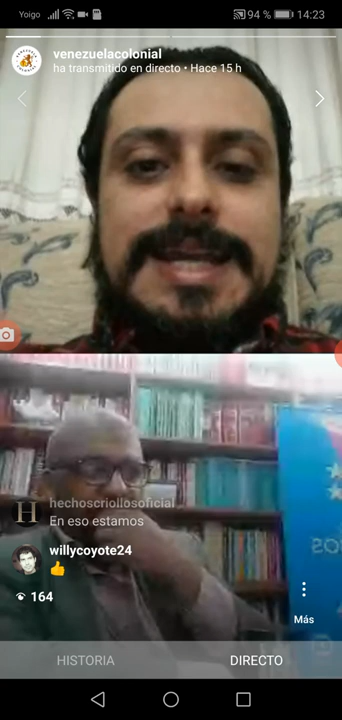 Yoigo 94 % 14:23
venezuelacolonial
ha transmitido en directo • Hace 15 h
hechoscriollosoficial
H
En eso estamos
willycoyote24
👍
164
Más
HISTORIA DIRECTO